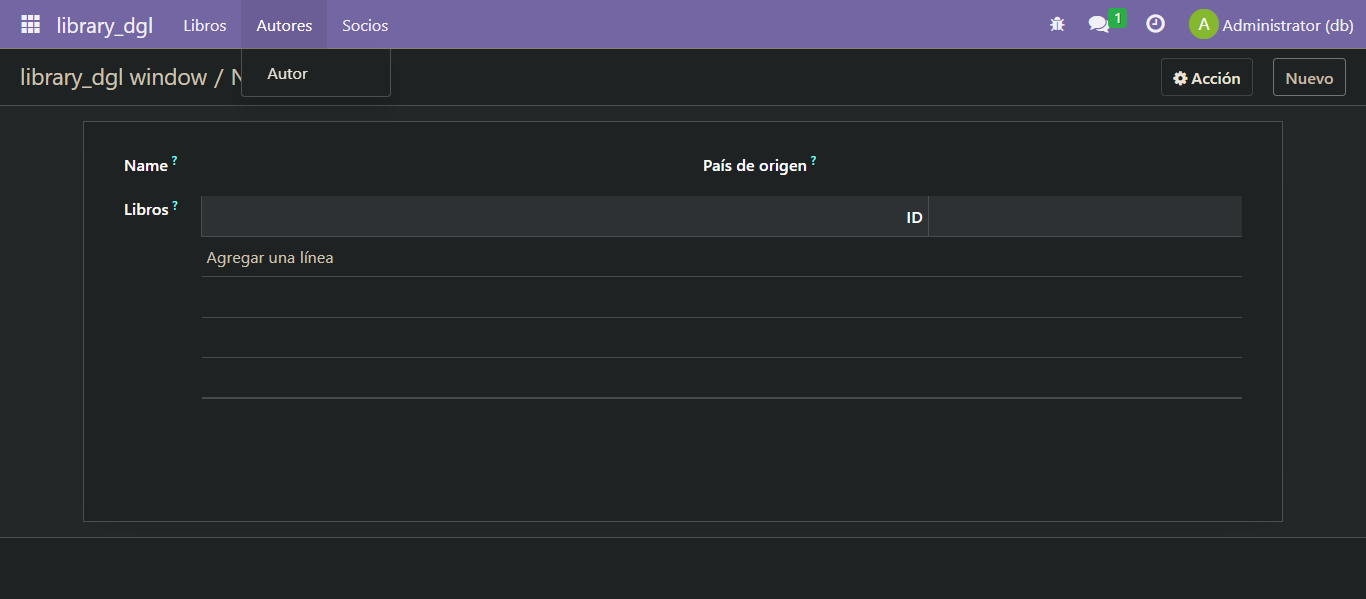 library_dgl Libros Autores Socios 1 A Administrator (db)
library_dgl window / N Autor Acción Nuevo
Name ? País de origen ?
Libros ? ID
Agregar una línea